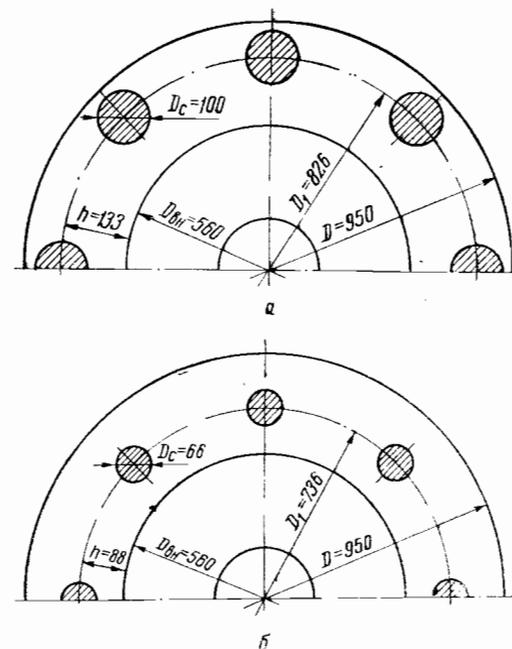 Dс=100
h=133
Dвн=560
D₁=826
D=950
а
Dс=66
h=88
Dвн=560
D₁=736
D=950
б